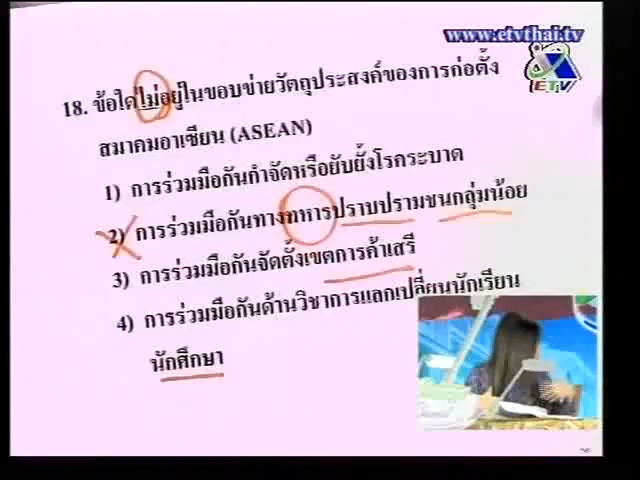 www.etvthai.tv
ETV
18. ข้อใดไม่อยู่ในขอบข่ายวัตถุประสงค์ของการก่อตั้ง
สมาคมอาเซียน (ASEAN)
1) การร่วมมือกันกำจัดหรือยับยั้งโรคระบาด
2) การร่วมมือกันทางทหารปราบปรามชนกลุ่มน้อย
3) การร่วมมือกันจัดตั้งเขตการค้าเสรี
4) การร่วมมือกันด้านวิชาการแลกเปลี่ยนนักเรียน
นักศึกษา